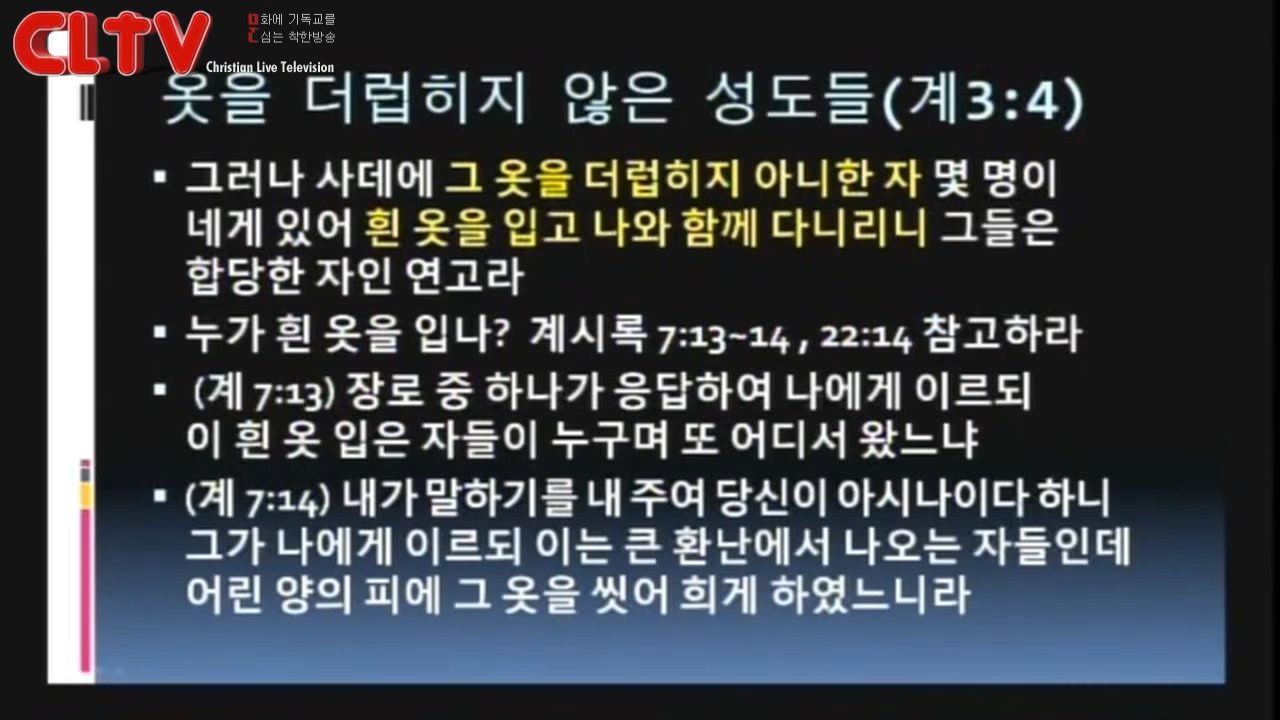 CLTV
문화에 기독교를
심는 착한방송
Christian Live Television
옷을 더럽히지 않은 성도들(계3:4)
▪ 그러나 사데에 그 옷을 더럽히지 아니한 자 몇 명이
네게 있어 흰 옷을 입고 나와 함께 다니리니 그들은
합당한 자인 연고라
▪ 누가 흰 옷을 입나? 계시록 7:13~14 , 22:14 참고하라
▪ (계 7:13) 장로 중 하나가 응답하여 나에게 이르되
이 흰 옷 입은 자들이 누구며 또 어디서 왔느냐
▪ (계 7:14) 내가 말하기를 내 주여 당신이 아시나이다 하니
그가 나에게 이르되 이는 큰 환난에서 나오는 자들인데
어린 양의 피에 그 옷을 씻어 희게 하였느니라